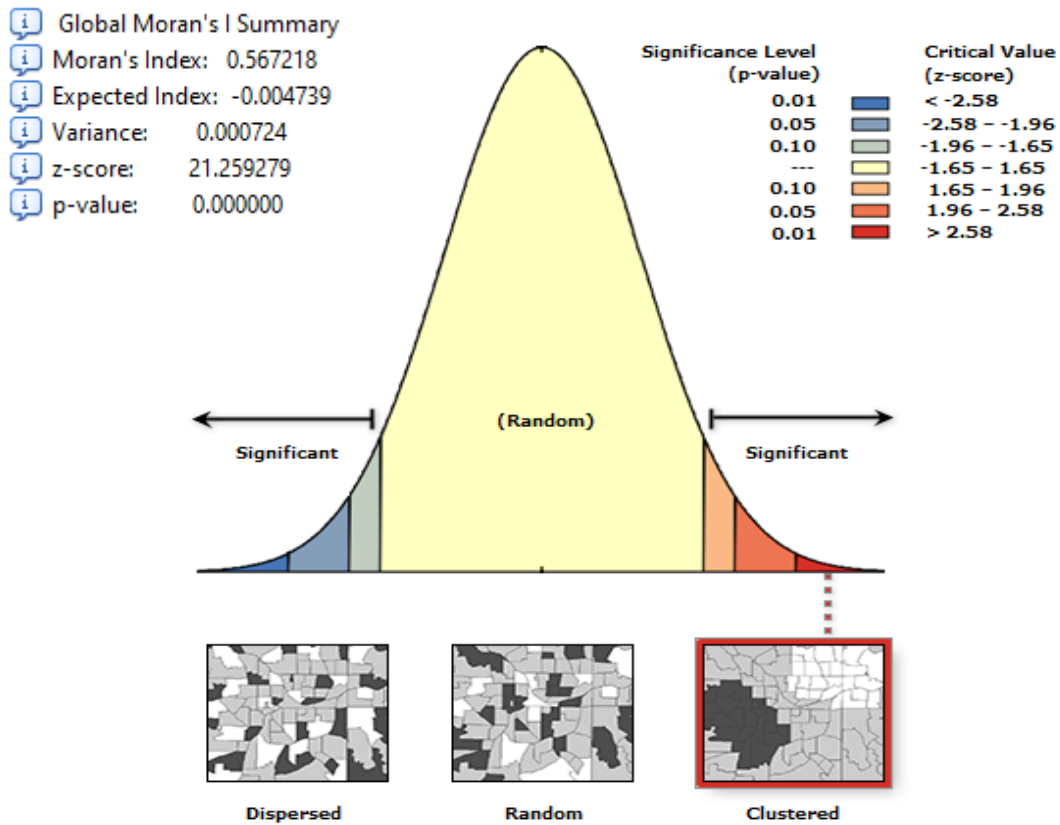 Global Moran's I Summary
Moran's Index: 0.567218
Expected Index: -0.004739
Variance: 0.000724
z-score: 21.259279
p-value: 0.000000
Significance Level (p-value)
Critical Value (z-score)
0.01 < -2.58
0.05 -2.58 – -1.96
0.10 -1.96 – -1.65
--- -1.65 – 1.65
0.10 1.65 – 1.96
0.05 1.96 – 2.58
0.01 > 2.58
(Random)
Significant
Significant
Dispersed
Random
Clustered